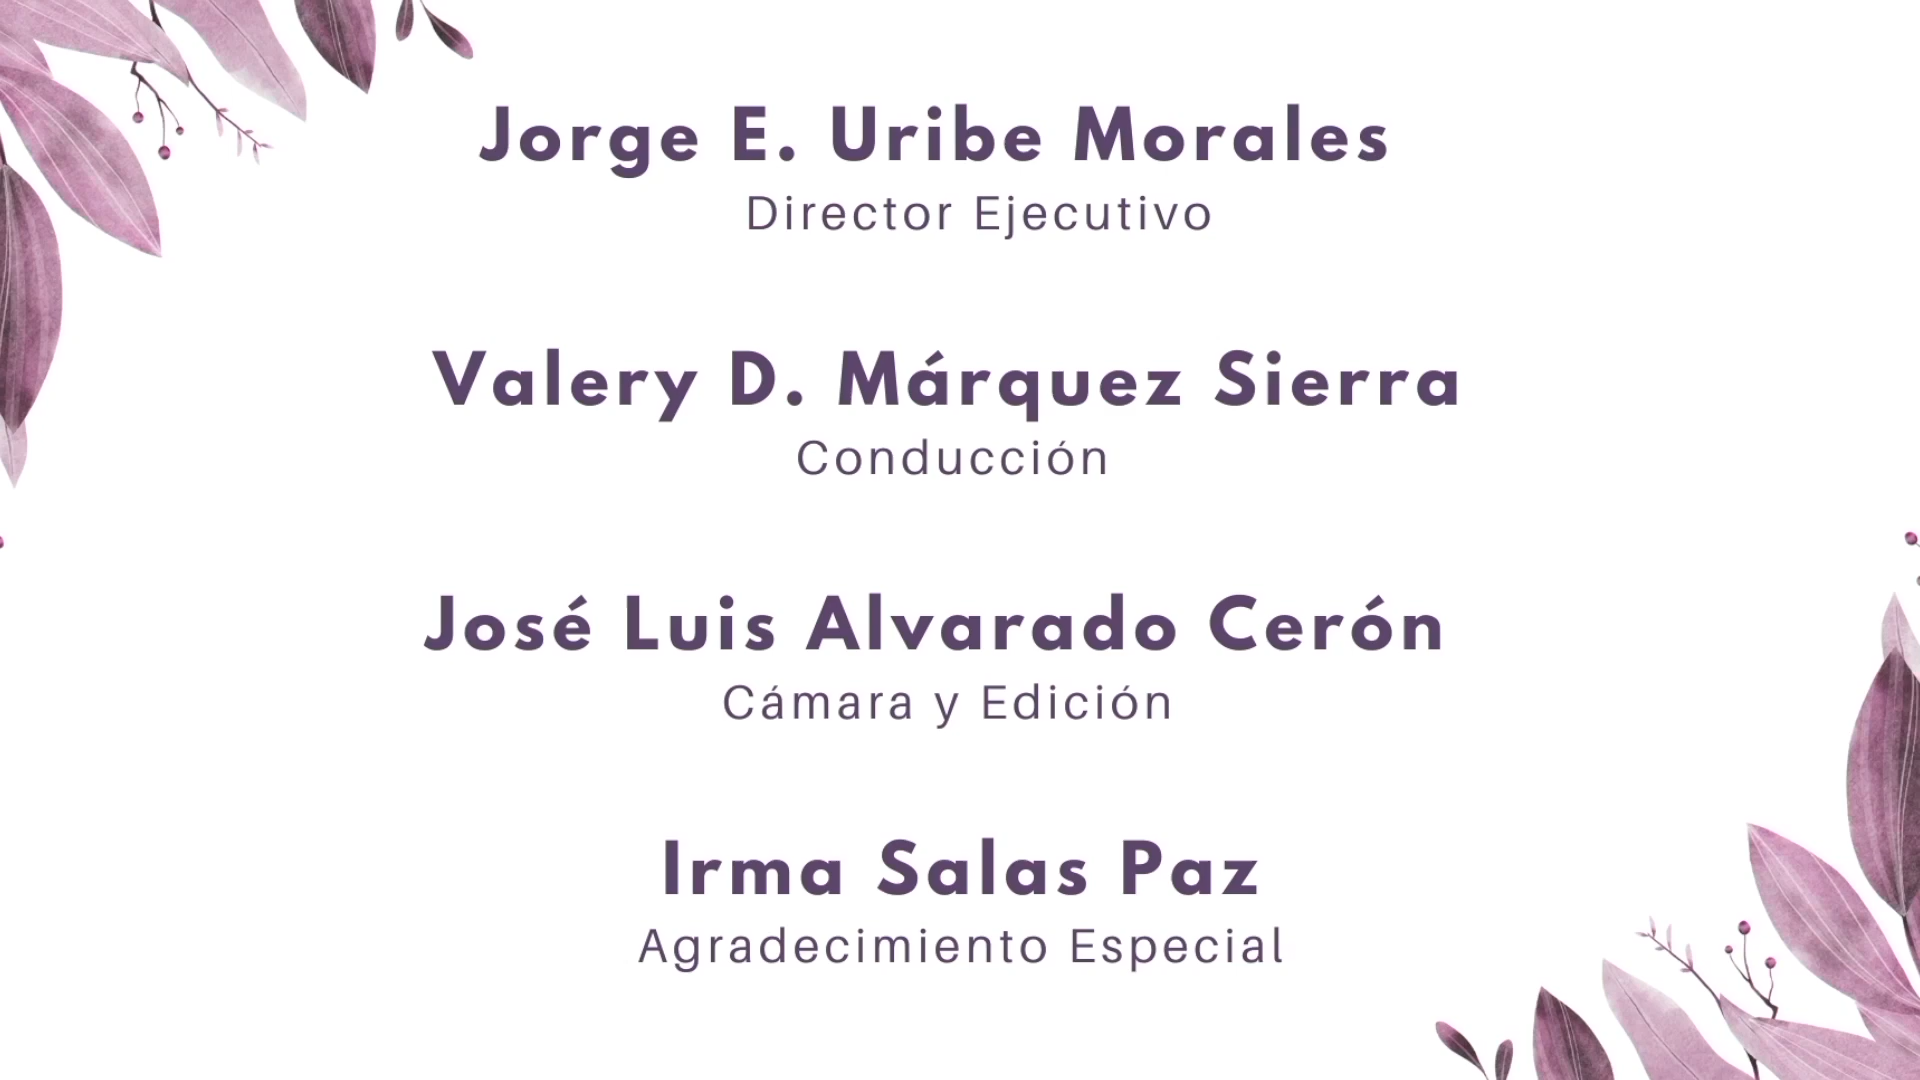 Jorge E. Uribe Morales
Director Ejecutivo
Valery D. Márquez Sierra
Conducción
José Luis Alvarado Cerón
Cámara y Edición
Irma Salas Paz
Agradecimiento Especial